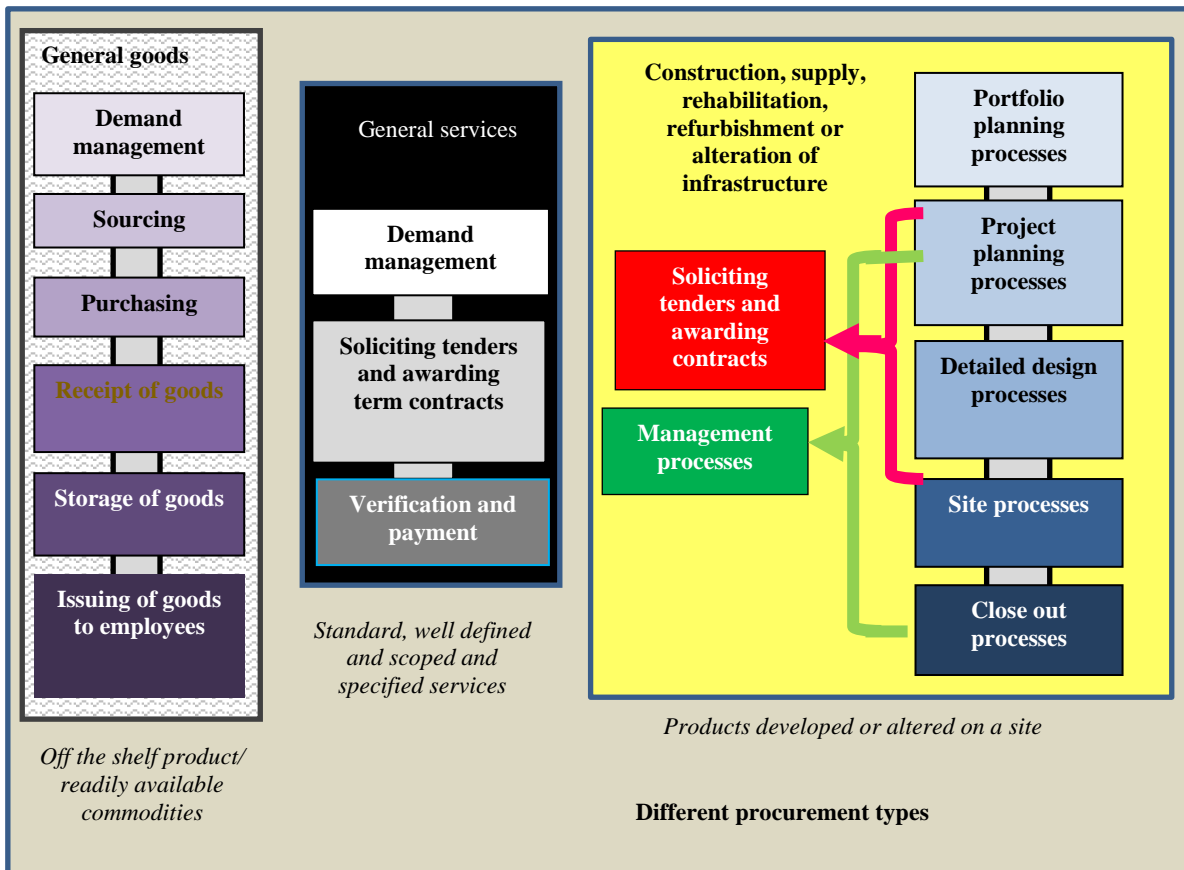 General goods
Demand
management
Sourcing
Purchasing
Receipt of goods
Storage of goods
Issuing of goods
to employees
Off the shelf product/
readily available
commodities
General services
Demand
management
Soliciting tenders
and awarding
term contracts
Verification and
payment
Standard, well defined
and scoped and
specified services
Construction, supply,
rehabilitation,
refurbishment or
alteration of
infrastructure
Soliciting
tenders and
awarding
contracts
Management
processes
Portfolio
planning
processes
Project
planning
processes
Detailed design
processes
Site processes
Close out
processes
Products developed or altered on a site
Different procurement types